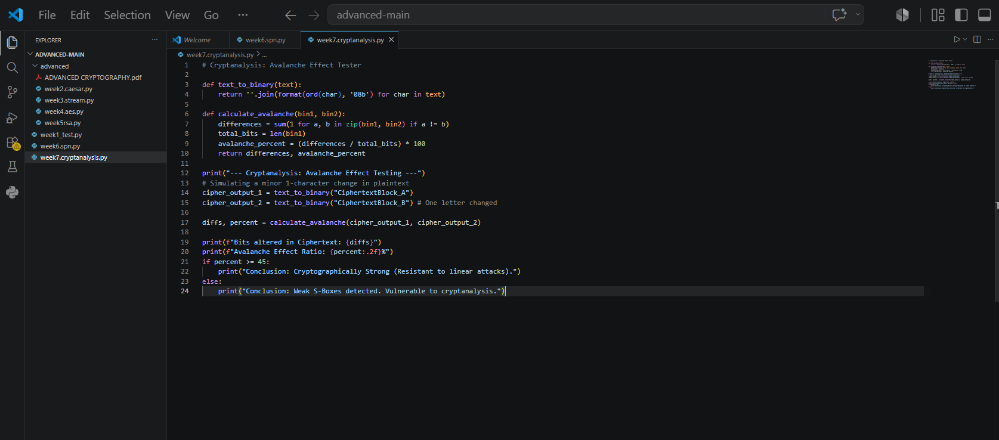 File Edit Selection View Go ···
advanced-main
EXPLORER ···
Welcome
week6.spn.py
week7.cryptanalysis.py
ADVANCED-MAIN
advanced
ADVANCED CRYPTOGRAPHY.pdf
week2.caesar.py
week3.stream.py
week4.aes.py
week5rsa.py
week1_test.py
week6.spn.py
week7.cryptanalysis.py
week7.cryptanalysis.py > ...
1 # Cryptanalysis: Avalanche Effect Tester
2
3 def text_to_binary(text):
4     return ''.join(format(ord(char), '08b') for char in text)
5
6 def calculate_avalanche(bin1, bin2):
7     differences = sum(1 for a, b in zip(bin1, bin2) if a != b)
8     total_bits = len(bin1)
9     avalanche_percent = (differences / total_bits) * 100
10     return differences, avalanche_percent
11
12 print("--- Cryptanalysis: Avalanche Effect Testing ---")
13 # Simulating a minor 1-character change in plaintext
14 cipher_output_1 = text_to_binary("CiphertextBlock_A")
15 cipher_output_2 = text_to_binary("CiphertextBlock_B") # One letter changed
16
17 diffs, percent = calculate_avalanche(cipher_output_1, cipher_output_2)
18
19 print(f"Bits altered in Ciphertext: {diffs}")
20 print(f"Avalanche Effect Ratio: {percent:.2f}%")
21 if percent >= 45:
22     print("Conclusion: Cryptographically Strong (Resistant to linear attacks).")
23 else:
24     print("Conclusion: Weak S-Boxes detected. Vulnerable to cryptanalysis.")